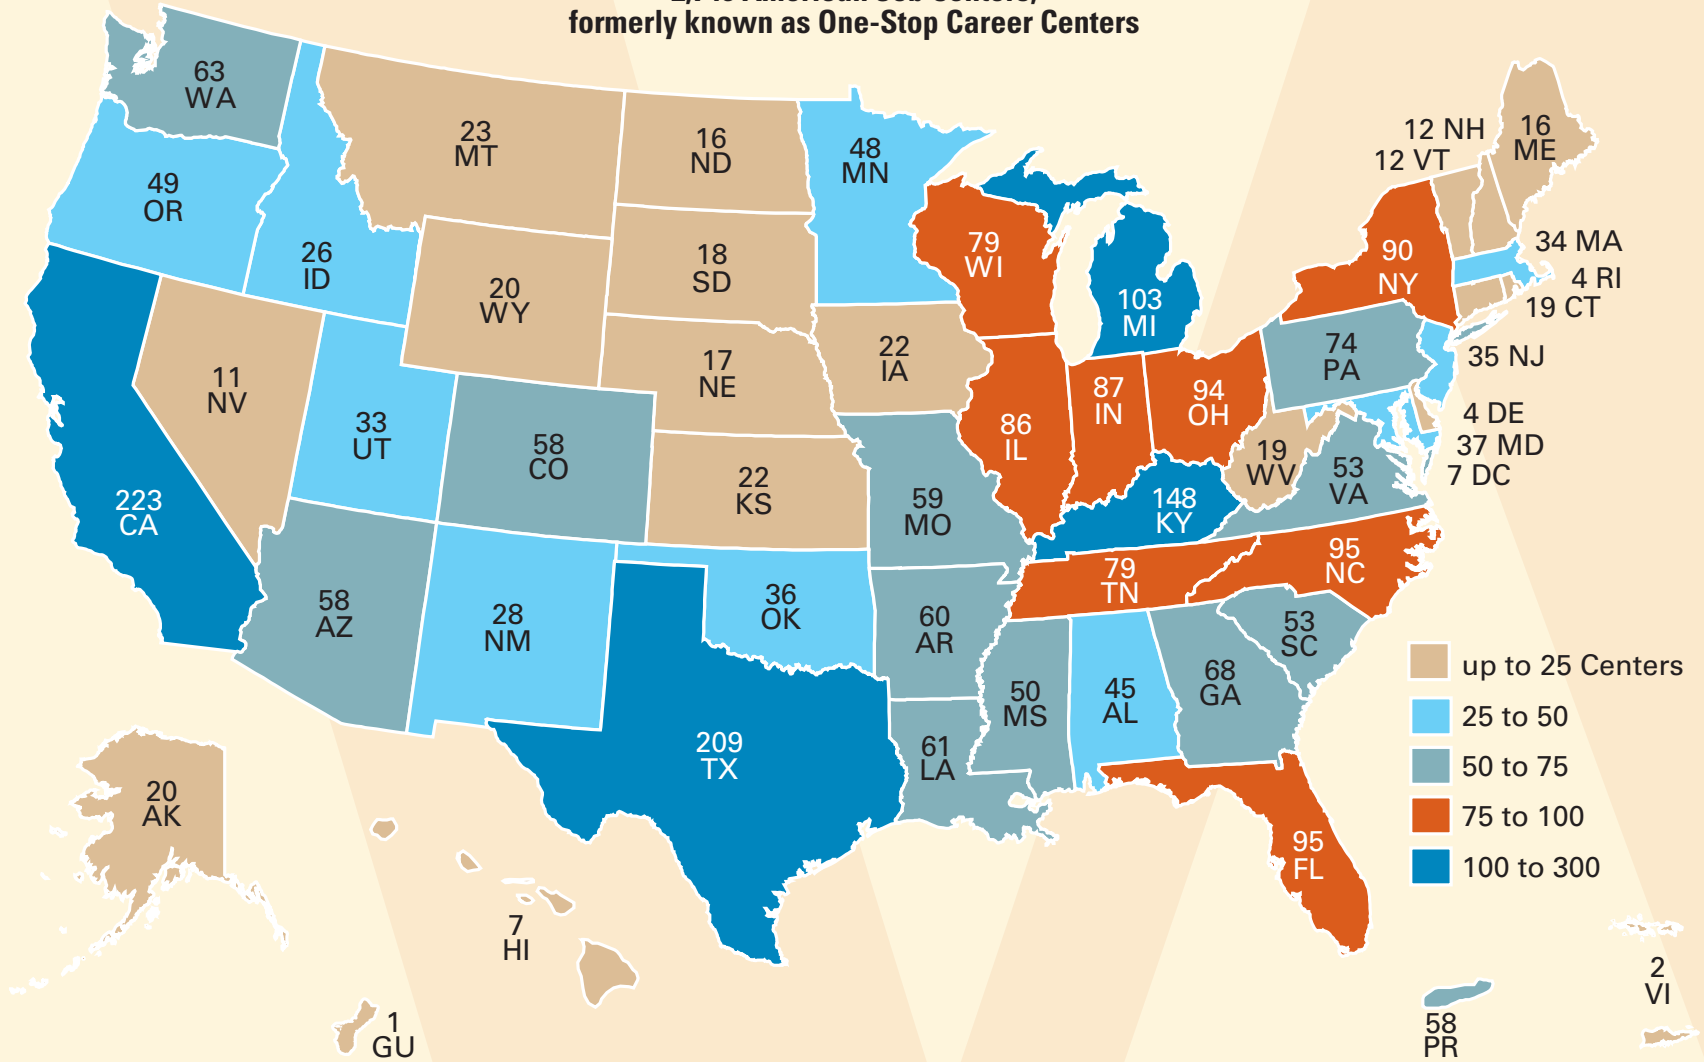 formerly known as One-Stop Career Centers
63
WA
23
MT
16
ND
48
MN
12 NH
12 VT
16
ME
49
OR
26
ID
20
WY
18
SD
79
WI
103
MI
90
NY
34 MA
4 RI
19 CT
11
NV
33
UT
58
CO
17
NE
22
IA
86
IL
87
IN
94
OH
74
PA
35 NJ
4 DE
37 MD
7 DC
19
WV
53
VA
223
CA
22
KS
59
MO
148
KY
58
AZ
28
NM
36
OK
60
AR
79
TN
95
NC
53
SC
209
TX
61
LA
50
MS
45
AL
68
GA
95
FL
up to 25 Centers
25 to 50
50 to 75
75 to 100
100 to 300
20
AK
7
HI
1
GU
58
PR
2
VI